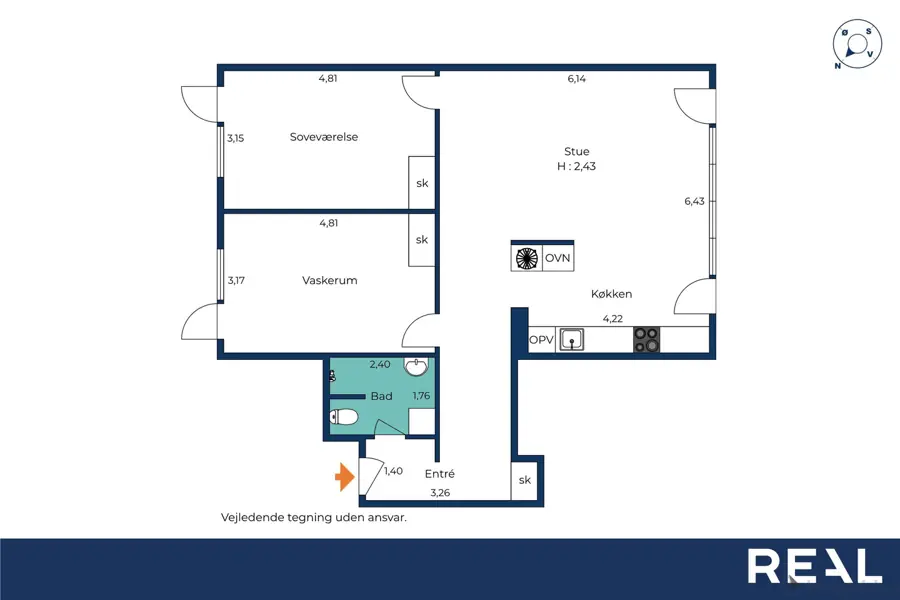 Ø S
N V
4,81
6,14
3,15
Soveværelse
Stue
H : 2,43
sk
6,43
4,81
sk
3,17
Vaskerum
OVN
Køkken
4,22
OPV
2,40
Bad
1,76
1,40
Entré
3,26
sk
Vejledende tegning uden ansvar.
REAL